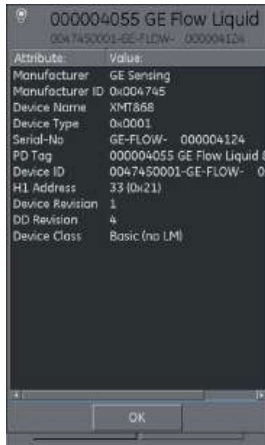 000004055 GE Flow Liquid
0047450001-GE-FLOW- 000004124
Attribute: Value:
Manufacturer GE Sensing
Manufacturer ID 0x004745
Device Name XMT868
Device Type 0x0001
Serial-No GE-FLOW- 000004124
PD Tag 000004055 GE Flow Liquid
Device ID 0047450001-GE-FLOW- 0
H1 Address 33 (0x21)
Device Revision 1
DD Revision 4
Device Class Basic (no LM)
OK